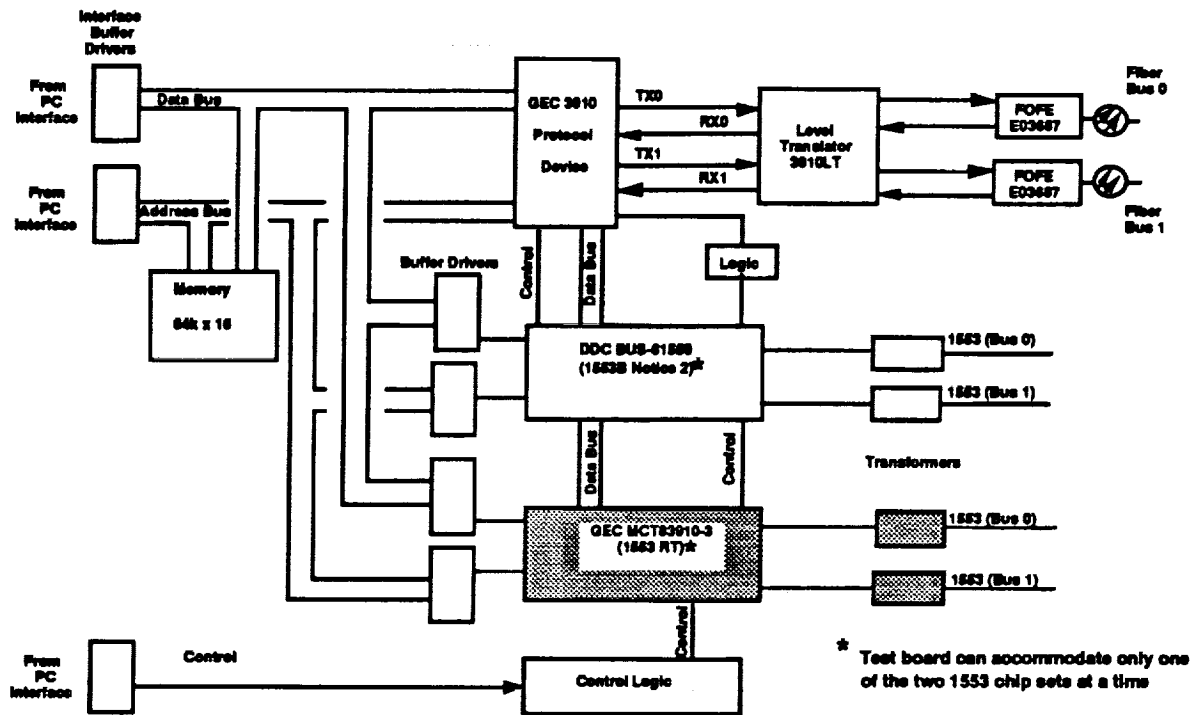 Interface
Buffer
Drivers
From
PC
Interface
Data Bus
GEC 3910
Protocol
Device
TX0
RX0
TX1
RX1
Level
Translator
3910LT
FOFE
E03687
Fiber
Bus 0
From
PC
Interface
Address Bus
FOFE
E03687
Fiber
Bus 1
Memory
64k x 16
Buffer Drivers
Control
Data Bus
Logic
DDC BUS-61559
(1553B Notice 2)*
1553 (Bus 0)
1553 (Bus 1)
Data Bus
Control
Transformers
GEC MCT83910-3
(1553 RT)*
1553 (Bus 0)
1553 (Bus 1)
Control
From
PC
Interface
Control
Control Logic
* Test board can accommodate only one
of the two 1553 chip sets at a time